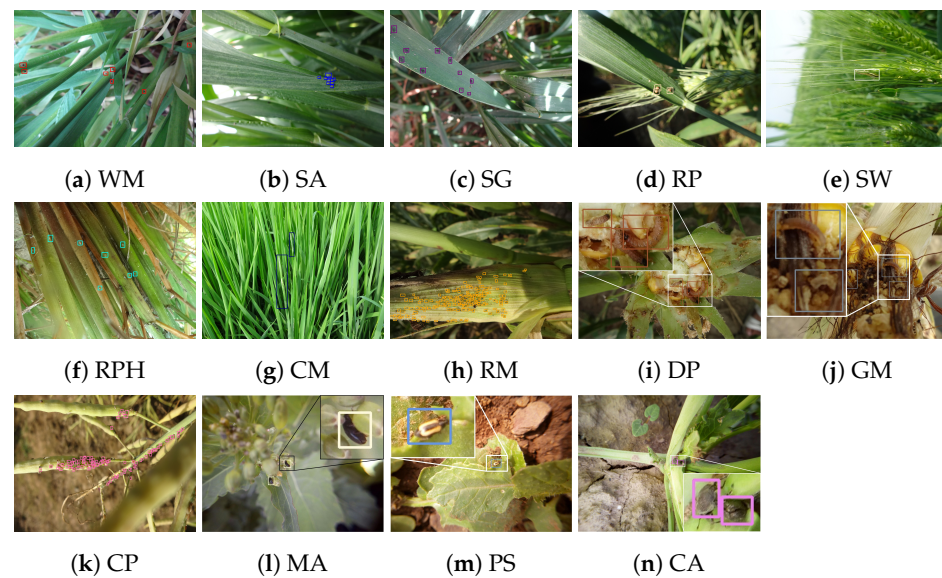 (a) WM
(b) SA
(c) SG
(d) RP
(e) SW
(f) RPH
(g) CM
(h) RM
(i) DP
(j) GM
(k) CP
(l) MA
(m) PS
(n) CA